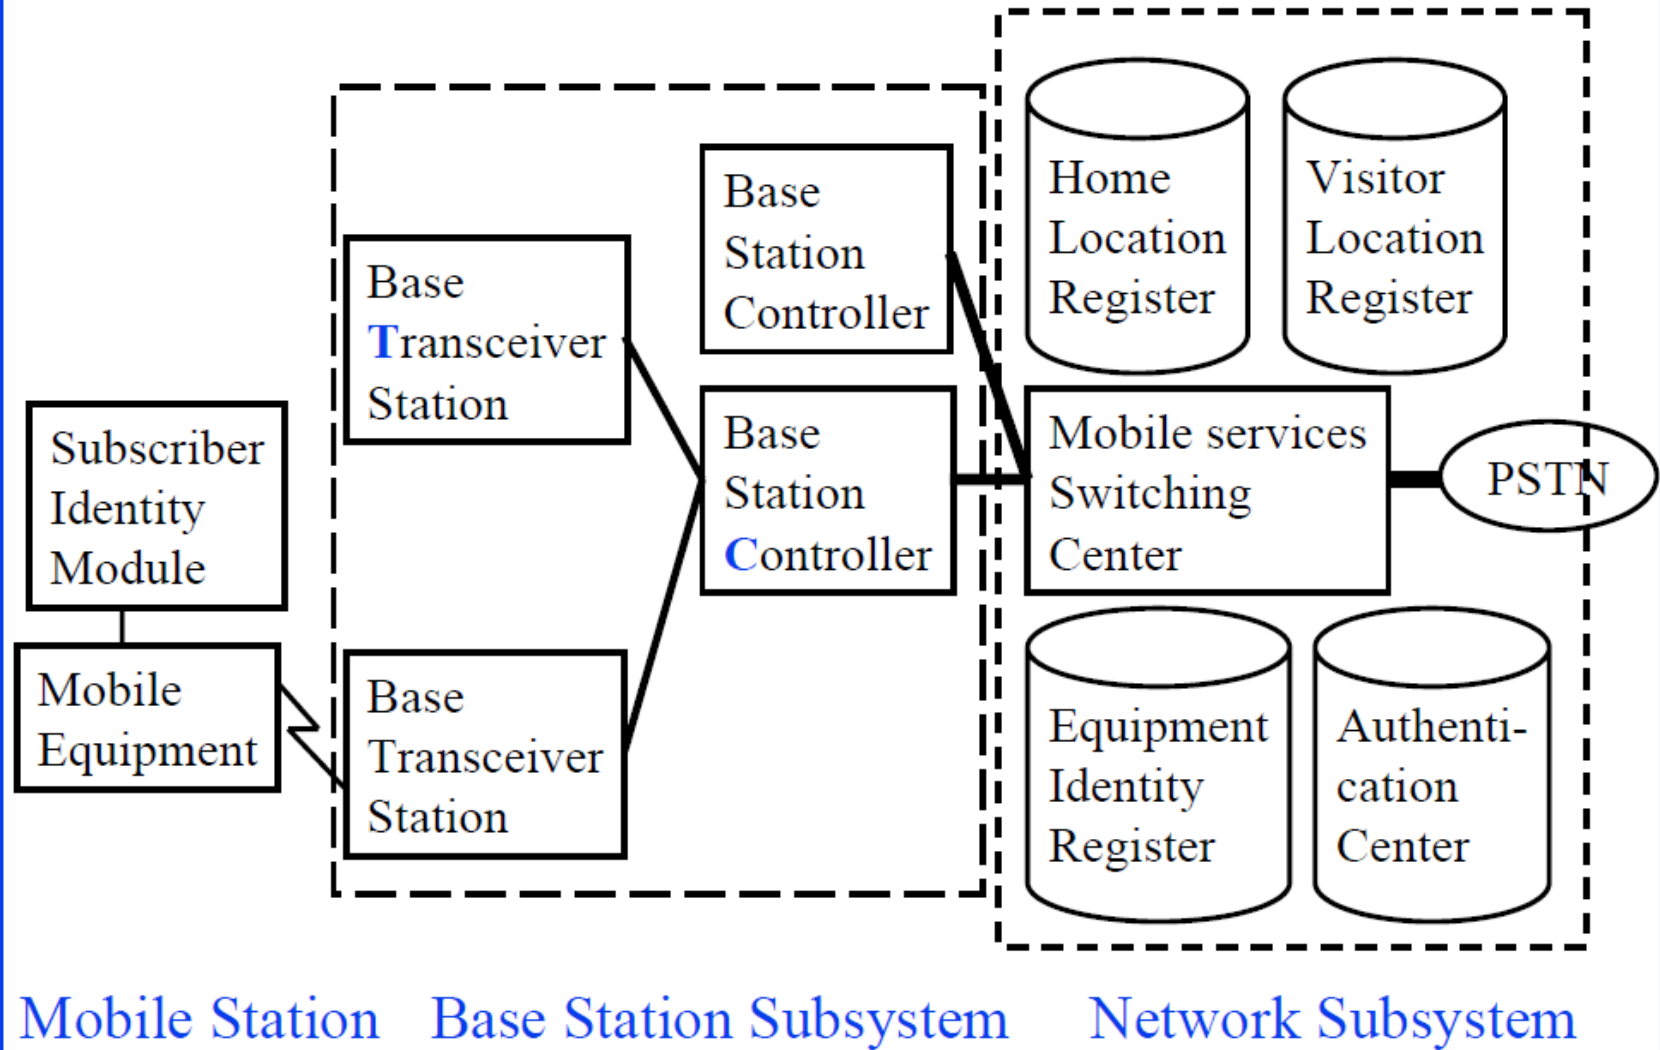 Home
Location
Register
Visitor
Location
Register
Base
Station
Controller
Base
Transceiver
Station
Subscriber
Identity
Module
Base
Station
Controller
Mobile services
Switching
Center
PSTN
Mobile
Equipment
Base
Transceiver
Station
Equipment
Identity
Register
Authenti-
cation
Center
Mobile Station
Base Station Subsystem
Network Subsystem